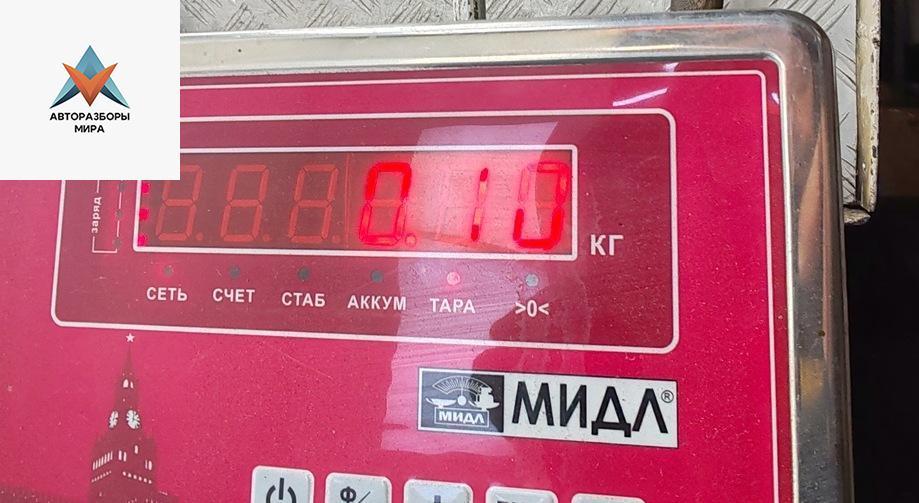 АВТОРАЗБОРЫ
МИРА
заряд
0.10
КГ
СЕТЬ СЧЕТ СТАБ АККУМ ТАРА >0<
МИДЛ МИДЛ®